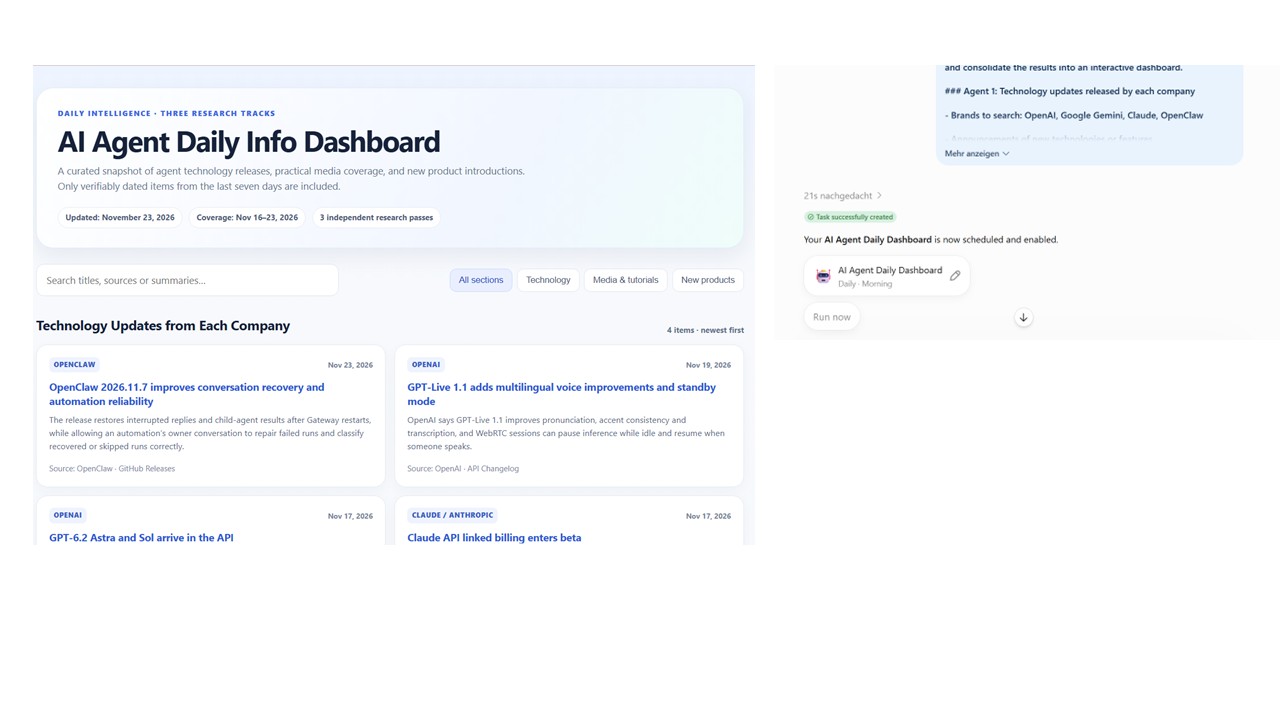 DAILY INTELLIGENCE · THREE RESEARCH TRACKS
AI Agent Daily Info Dashboard
A curated snapshot of agent technology releases, practical media coverage, and new product introductions.
Only verifiably dated items from the last seven days are included.
Updated: November 23, 2026
Coverage: Nov 16–23, 2026
3 independent research passes
Search titles, sources or summaries...
All sections
Technology
Media & tutorials
New products
Technology Updates from Each Company
4 items · newest first
OPENCLAW
Nov 23, 2026
OpenClaw 2026.11.7 improves conversation recovery and
automation reliability
The release restores interrupted replies and child-agent results after Gateway restarts,
while allowing an automation's owner conversation to repair failed runs and classify
recovered or skipped runs correctly.
Source: OpenClaw · GitHub Releases
OPENAI
Nov 19, 2026
GPT-Live 1.1 adds multilingual voice improvements and standby
mode
OpenAI says GPT-Live 1.1 improves pronunciation, accent consistency and
transcription, and WebRTC sessions can pause inference while idle and resume when
someone speaks.
Source: OpenAI · API Changelog
OPENAI
Nov 17, 2026
GPT-6.2 Astra and Sol arrive in the API
CLAUDE / ANTHROPIC
Nov 17, 2026
Claude API linked billing enters beta
and consolidate the results into an interactive dashboard.
### Agent 1: Technology updates released by each company
- Brands to search: OpenAI, Google Gemini, Claude, OpenClaw
- Announcements of new technologies or features
Mehr anzeigen
21s nachgedacht
Task successfully created
Your AI Agent Daily Dashboard is now scheduled and enabled.
AI Agent Daily Dashboard
Daily · Morning
Run now